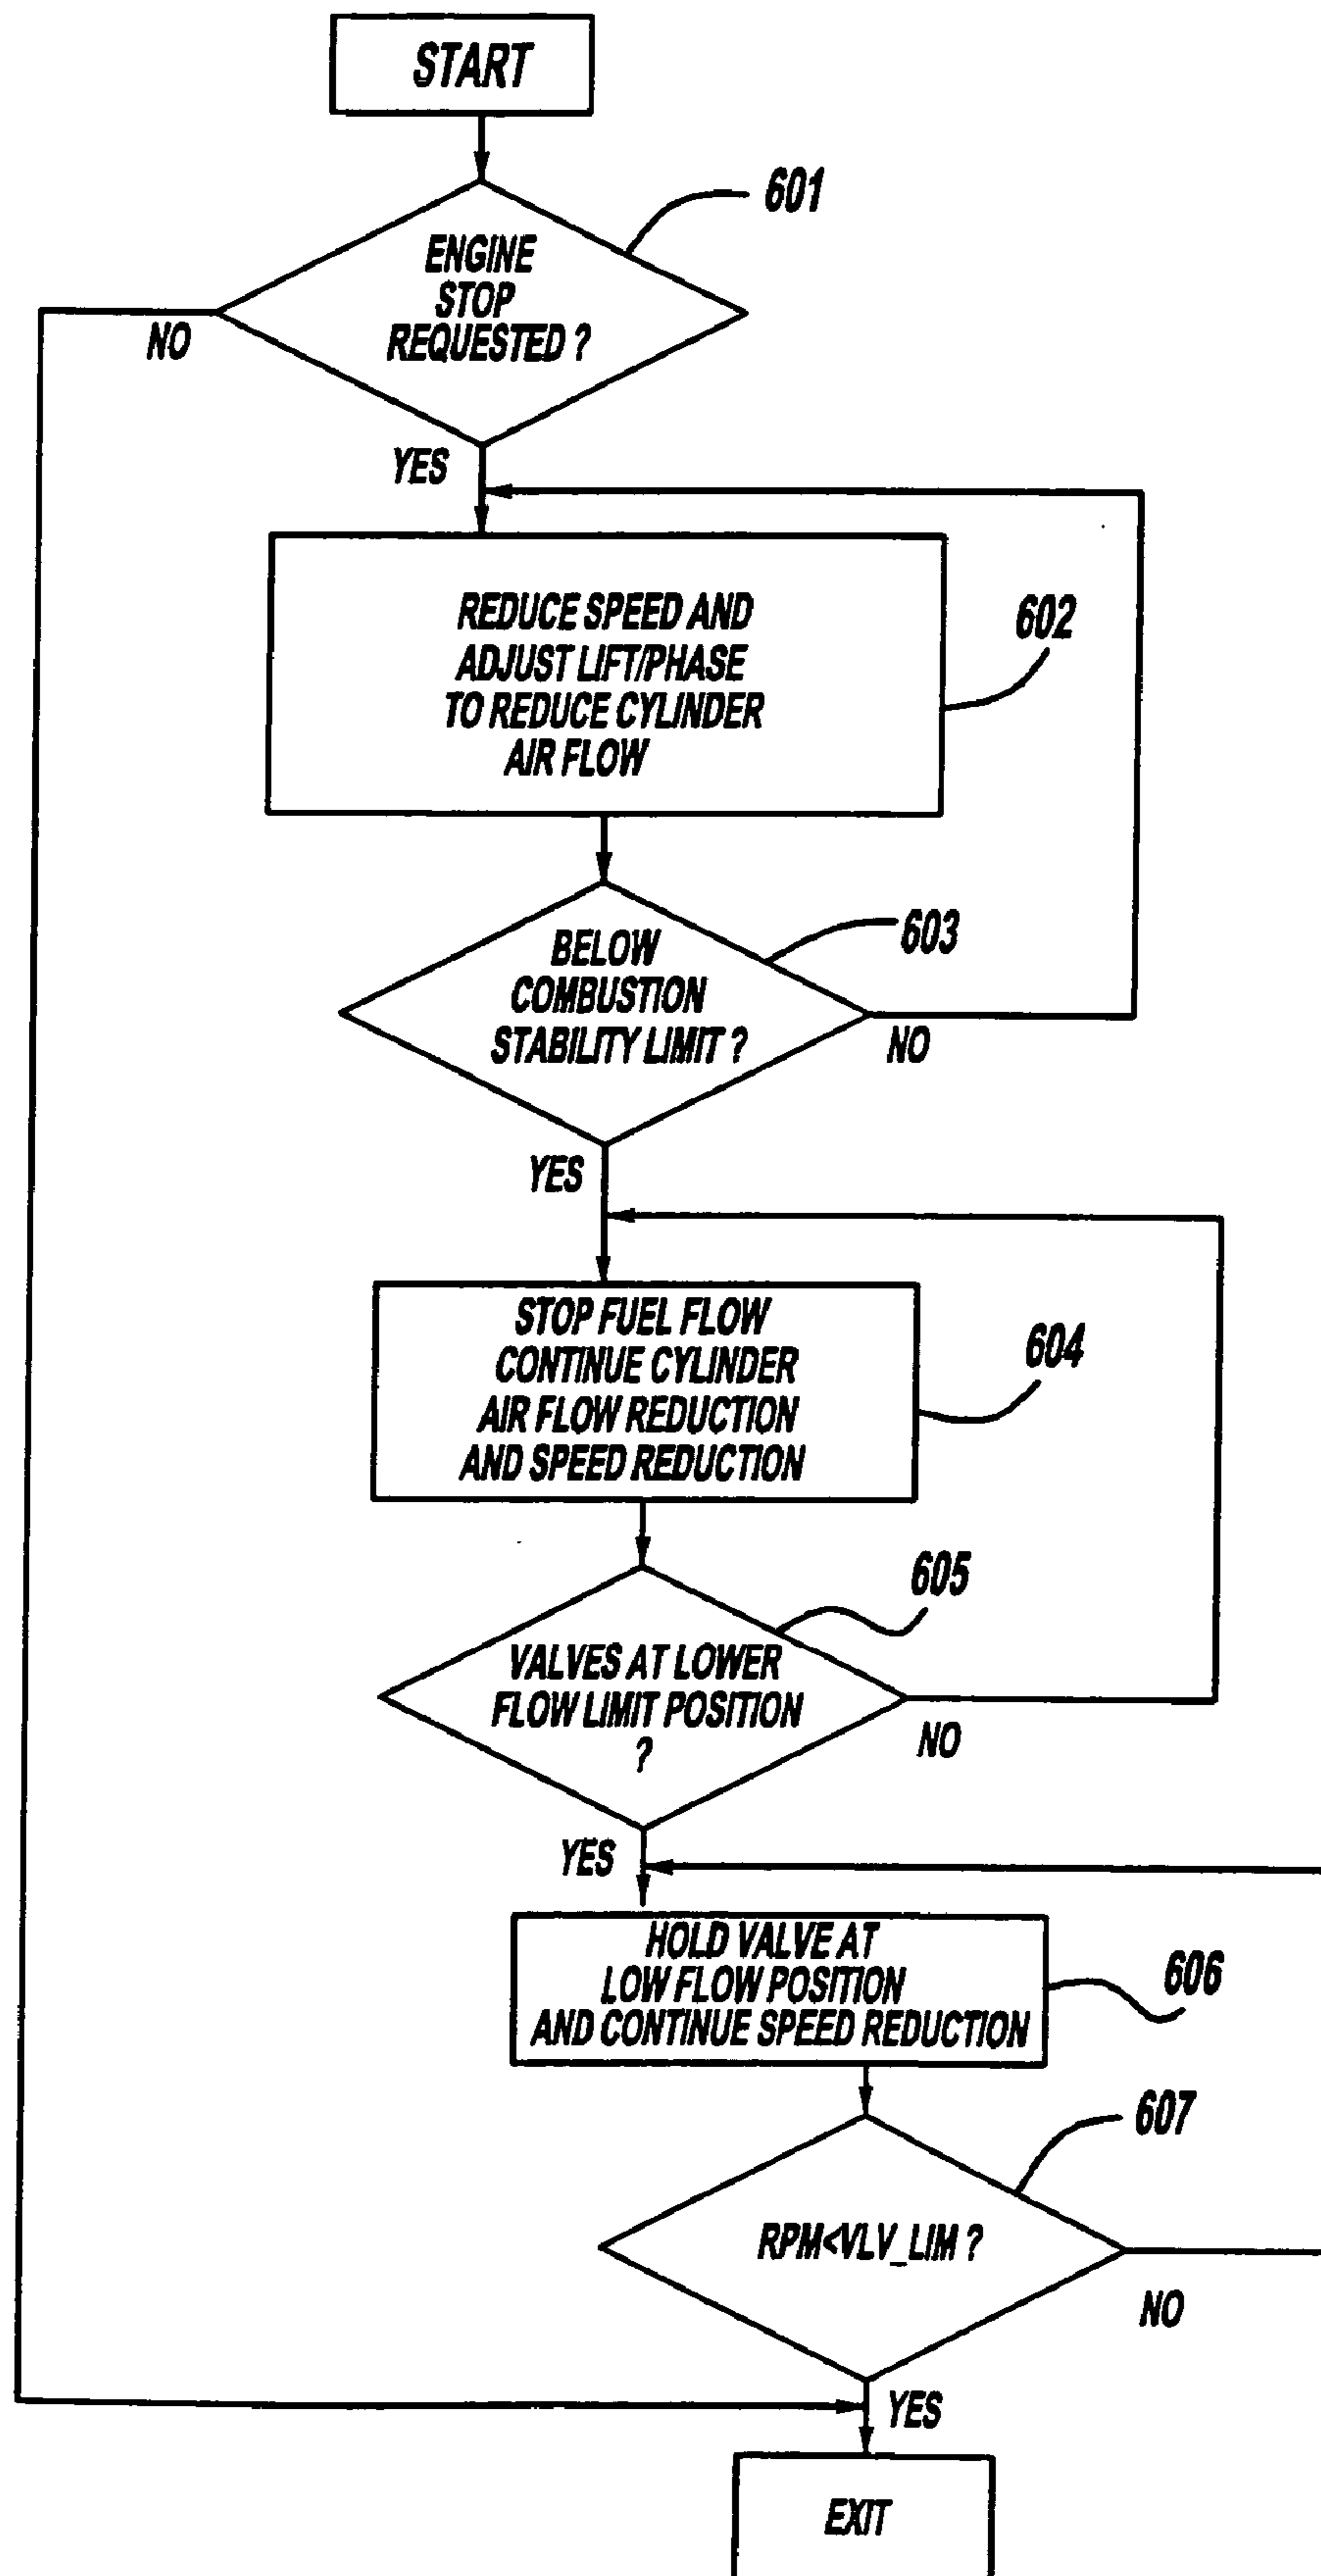 START
601
ENGINE
STOP
REQUESTED ?
NO
YES
REDUCE SPEED AND
ADJUST LIFT/PHASE
TO REDUCE CYLINDER
AIR FLOW
602
603
BELOW
COMBUSTION
STABILITY LIMIT ?
NO
YES
STOP FUEL FLOW
CONTINUE CYLINDER
AIR FLOW REDUCTION
AND SPEED REDUCTION
604
605
VALVES AT LOWER
FLOW LIMIT POSITION
?
NO
YES
HOLD VALVE AT
LOW FLOW POSITION
AND CONTINUE SPEED REDUCTION
606
607
RPM<VLV_LIM ?
NO
YES
EXIT